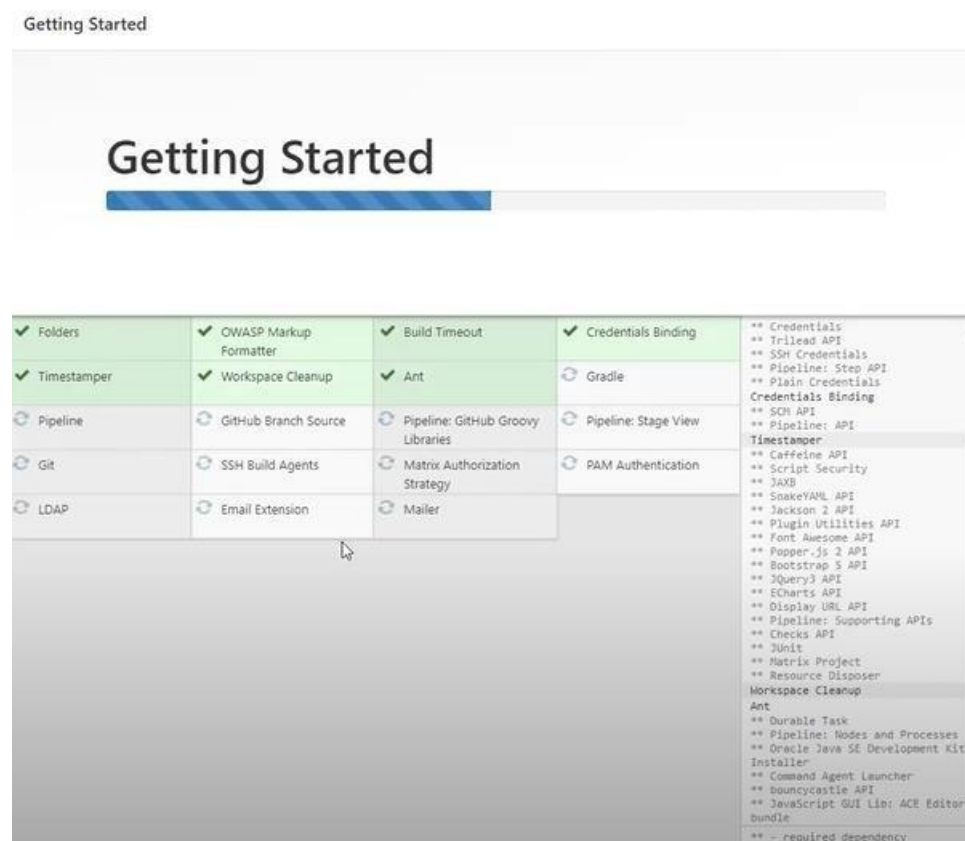 Getting Started
Getting Started
Folders
OWASP Markup
Formatter
Build Timeout
Credentials Binding
Timestamper
Workspace Cleanup
Ant
Gradle
Pipeline
GitHub Branch Source
Pipeline: GitHub Groovy
Libraries
Pipeline: Stage View
Git
SSH Build Agents
Matrix Authorization
Strategy
PAM Authentication
LDAP
Email Extension
Mailer
** Credentials
** Trilead API
** SSH Credentials
** Pipeline: Step API
** Plain Credentials
Credentials Binding
** SCM API
** Pipeline: API
Timestamper
** Caffeine API
** Script Security
** JAXB
** SnakeYAML API
** Jackson 2 API
** Plugin Utilities API
** Font Awesome API
** Popper.js 2 API
** Bootstrap 5 API
** JQuery3 API
** ECharts API
** Display URL API
** Pipeline: Supporting APIs
** Checks API
** JUnit
** Matrix Project
** Resource Disposer
Workspace Cleanup
Ant
** Durable Task
** Pipeline: Nodes and Processes
** Oracle Java SE Development Kit
Installer
** Command Agent Launcher
** bouncycastle API
** JavaScript GUI Lib: ACE Editor
bundle
** - required dependency